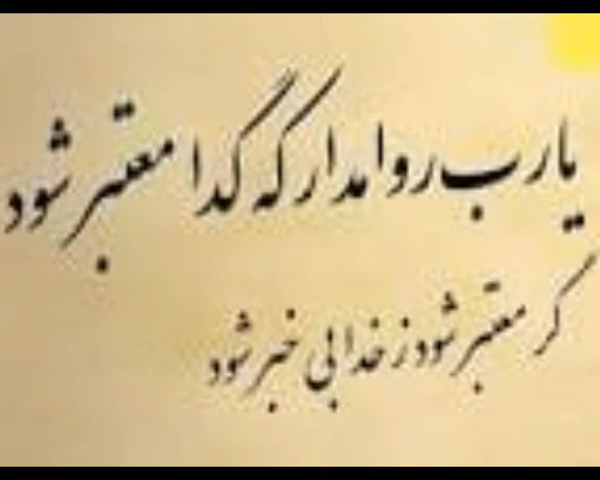 یارب روا مدار که گدا معتبر شود
گر معتبر شود ز خدا بی خبر شود